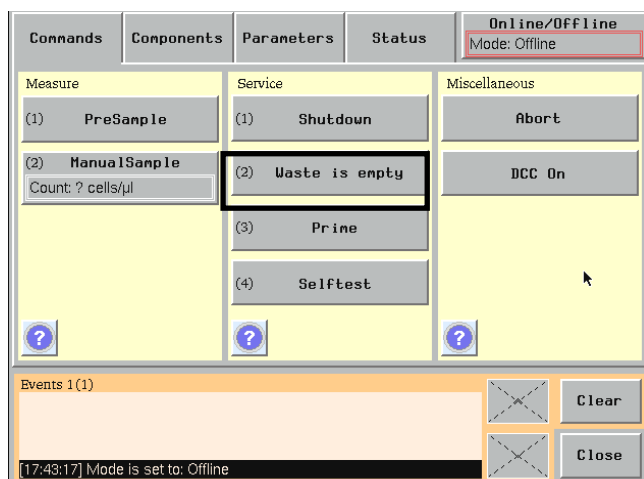 Commands
Components
Parameters
Status
Online/Offline
Mode: Offline
Measure
(1) PreSample
(2) ManualSample
Count: ? cells/µl
?
Service
(1) Shutdown
(2) Waste is empty
(3) Prime
(4) Selftest
?
Miscellaneous
Abort
DCC On
?
Events 1(1)
[17:43:17] Mode is set to: Offline
Clear
Close